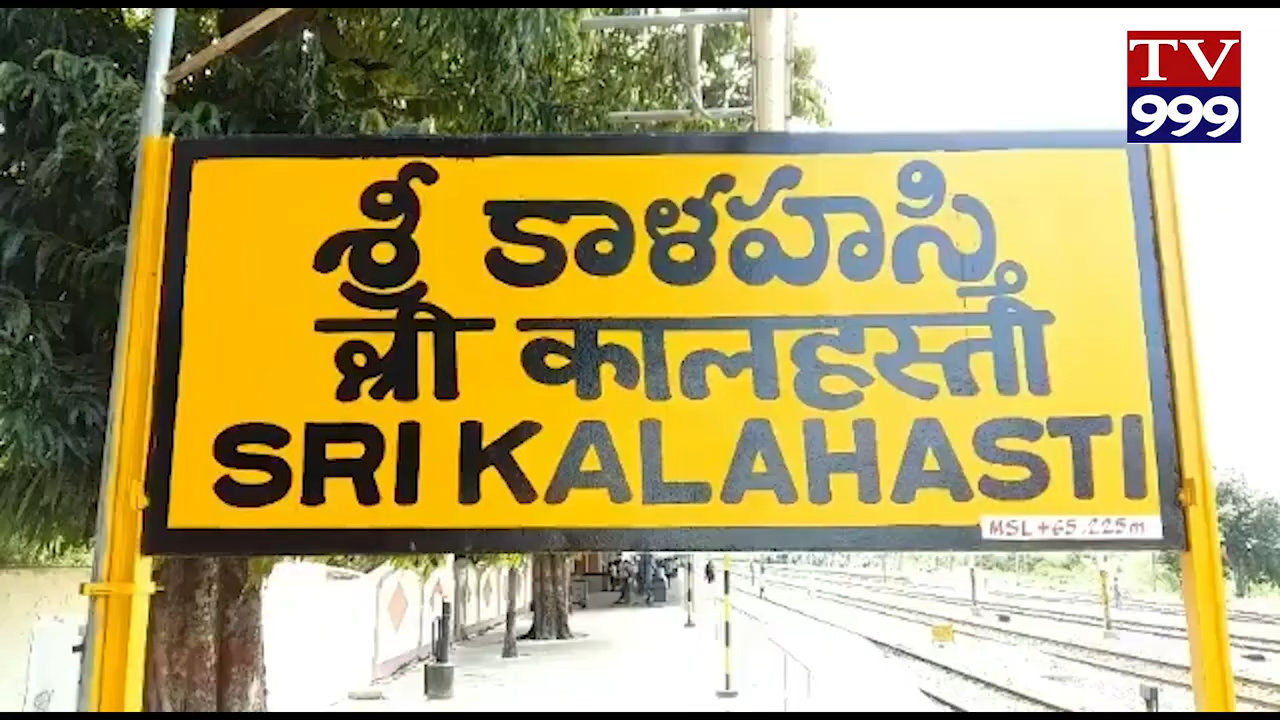 TV
999
శ్రీ కాళహస్తి
श्री कालहस्ती
SRI KALAHASTI
MSL +65.225m